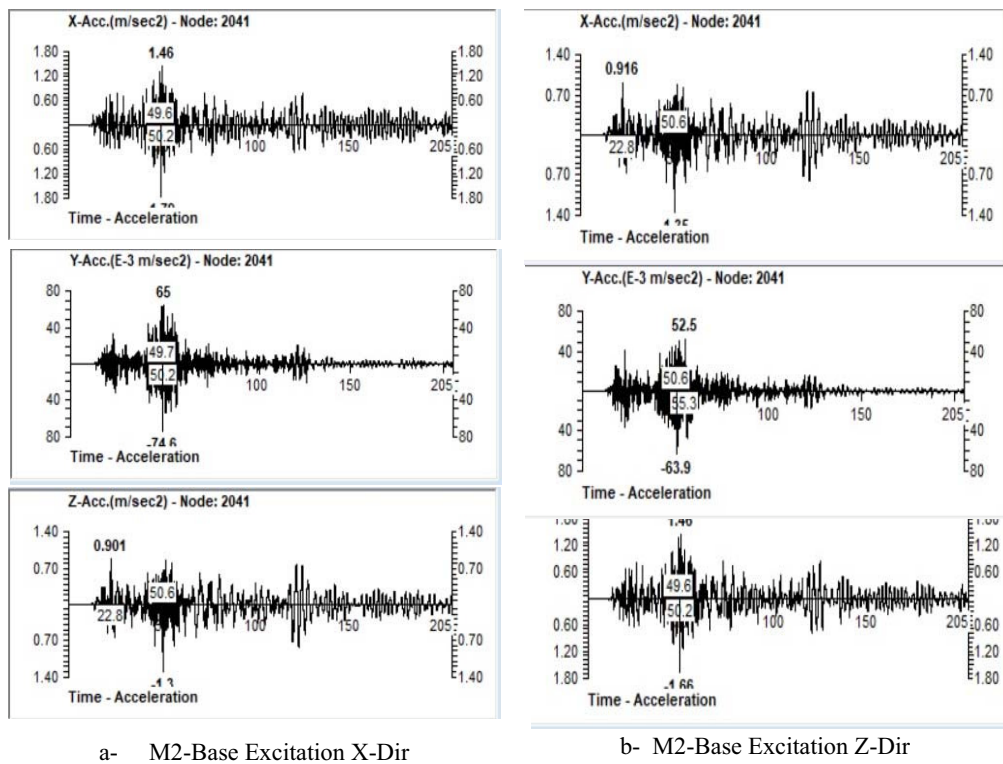 X-Acc.(m/sec2) - Node: 2041
1.46
1.80 1.80
1.20 1.20
0.60 0.60
49.6
50.2 100 150 205
0.60 0.60
1.20 1.20
1.80 1.80
Time - Acceleration
Y-Acc.(E-3 m/sec2) - Node: 2041
65
80 80
40 40
49.7
50.2 100 150 205
40 40
80 80
-74.6
Time - Acceleration
Z-Acc.(m/sec2) - Node: 2041
1.40 1.40
0.901
0.70 0.70
50.6
22.8 100 150 205
0.70 0.70
1.40 1.40
-1.3
Time - Acceleration
a- M2-Base Excitation X-Dir
X-Acc.(m/sec2) - Node: 2041
1.40 1.40
0.916
0.70 0.70
50.6
22.8 100 150 205
0.70 0.70
1.40 1.40
Time - Acceleration
Y-Acc.(E-3 m/sec2) - Node: 2041
52.5
80 80
40 40
50.6
55.3 100 150 205
40 40
80 80
-63.9
Time - Acceleration
1.46
1.20 1.20
0.60 0.60
49.6
50.2 100 150 205
0.60 0.60
1.20 1.20
1.80 1.80
-1.66
Time - Acceleration
b- M2-Base Excitation Z-Dir